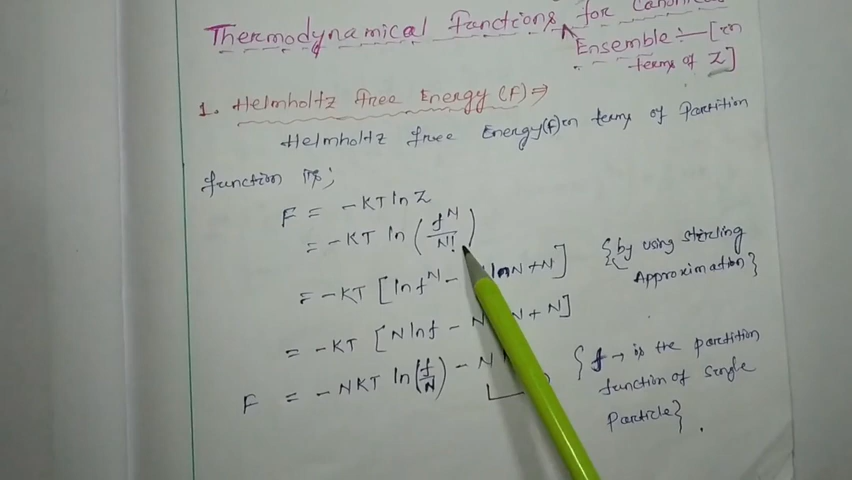 Thermodynamical functions for Canonical
Ensemble:- [in
terms of Z]
1. Helmholtz free Energy (F)⇒
Helmholtz free Energy(F) in terms of Partition
function is;
F = -KT ln Z
= -KT ln (f^N/N!)
= -KT [ln f^N - ln N + N] {by using sterling
Approximation}
= -KT [N ln f - N N + N]
F = -NKT ln(f/N) - N {f → is the partition
function of single
Particle}.